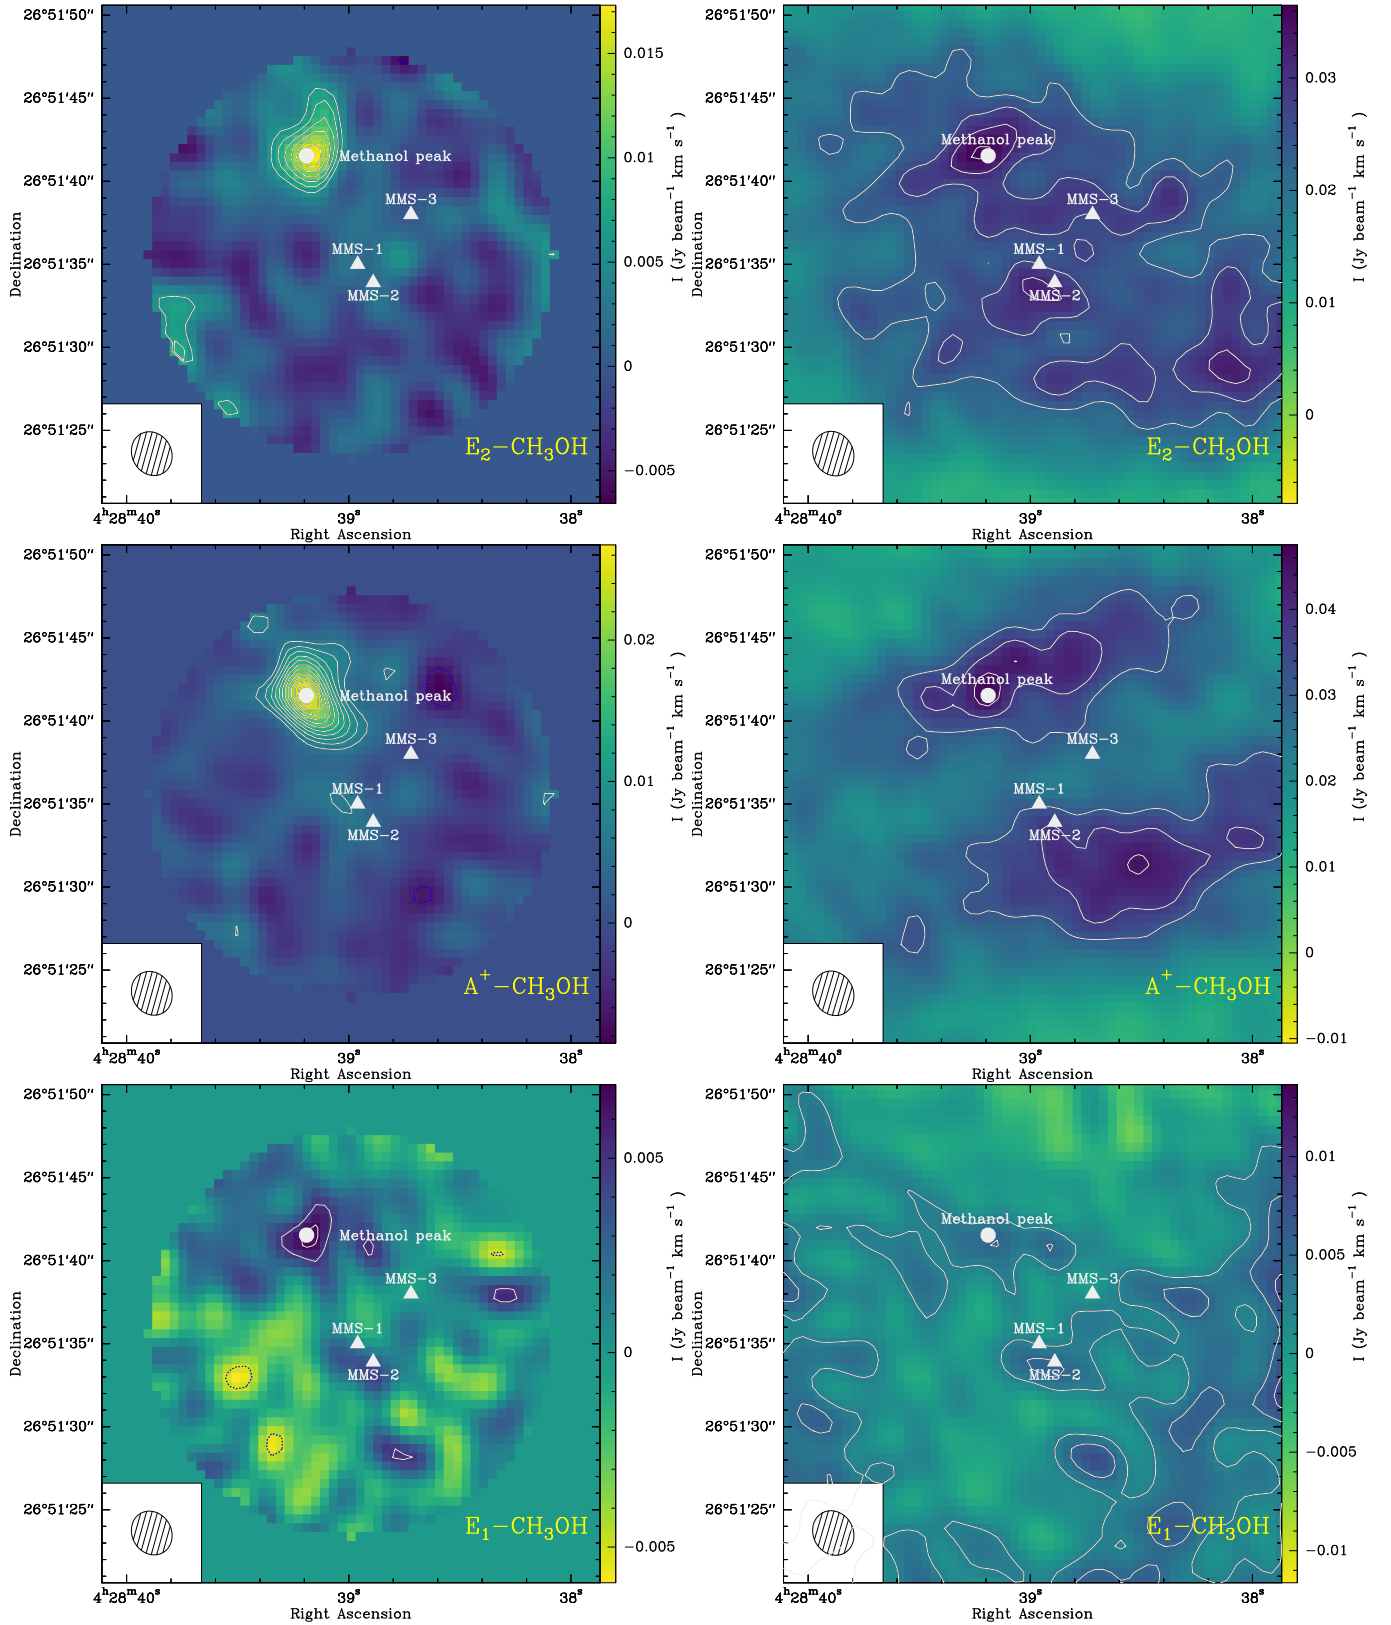 26°51′50″
26°51′45″
26°51′40″
26°51′35″
26°51′30″
26°51′25″
Declination
Methanol peak
MMS−3
MMS−1
MMS−2
E₂−CH₃OH
4ʰ28ᵐ40ˢ
39ˢ
38ˢ
Right Ascension
0.015
0.01
0.005
0
−0.005
I (Jy beam⁻¹ km s⁻¹ )
26°51′50″
26°51′45″
26°51′40″
26°51′35″
26°51′30″
26°51′25″
Declination
Methanol peak
MMS−3
MMS−1
MMS−2
E₂−CH₃OH
4ʰ28ᵐ40ˢ
39ˢ
38ˢ
Right Ascension
0.03
0.02
0.01
0
I (Jy beam⁻¹ km s⁻¹ )
26°51′50″
26°51′45″
26°51′40″
26°51′35″
26°51′30″
26°51′25″
Declination
Methanol peak
MMS−3
MMS−1
MMS−2
A⁺−CH₃OH
4ʰ28ᵐ40ˢ
39ˢ
38ˢ
Right Ascension
0.02
0.01
0
I (Jy beam⁻¹ km s⁻¹ )
26°51′50″
26°51′45″
26°51′40″
26°51′35″
26°51′30″
26°51′25″
Declination
Methanol peak
MMS−3
MMS−1
MMS−2
A⁺−CH₃OH
4ʰ28ᵐ40ˢ
39ˢ
38ˢ
Right Ascension
0.04
0.03
0.02
0.01
0
−0.01
I (Jy beam⁻¹ km s⁻¹ )
26°51′50″
26°51′45″
26°51′40″
26°51′35″
26°51′30″
26°51′25″
Declination
Methanol peak
MMS−3
MMS−1
MMS−2
E₁−CH₃OH
4ʰ28ᵐ40ˢ
39ˢ
38ˢ
Right Ascension
0.005
0
−0.005
I (Jy beam⁻¹ km s⁻¹ )
26°51′50″
26°51′45″
26°51′40″
26°51′35″
26°51′30″
26°51′25″
Declination
Methanol peak
MMS−3
MMS−1
MMS−2
E₁−CH₃OH
4ʰ28ᵐ40ˢ
39ˢ
38ˢ
Right Ascension
0.01
0.005
0
−0.005
−0.01
I (Jy beam⁻¹ km s⁻¹ )